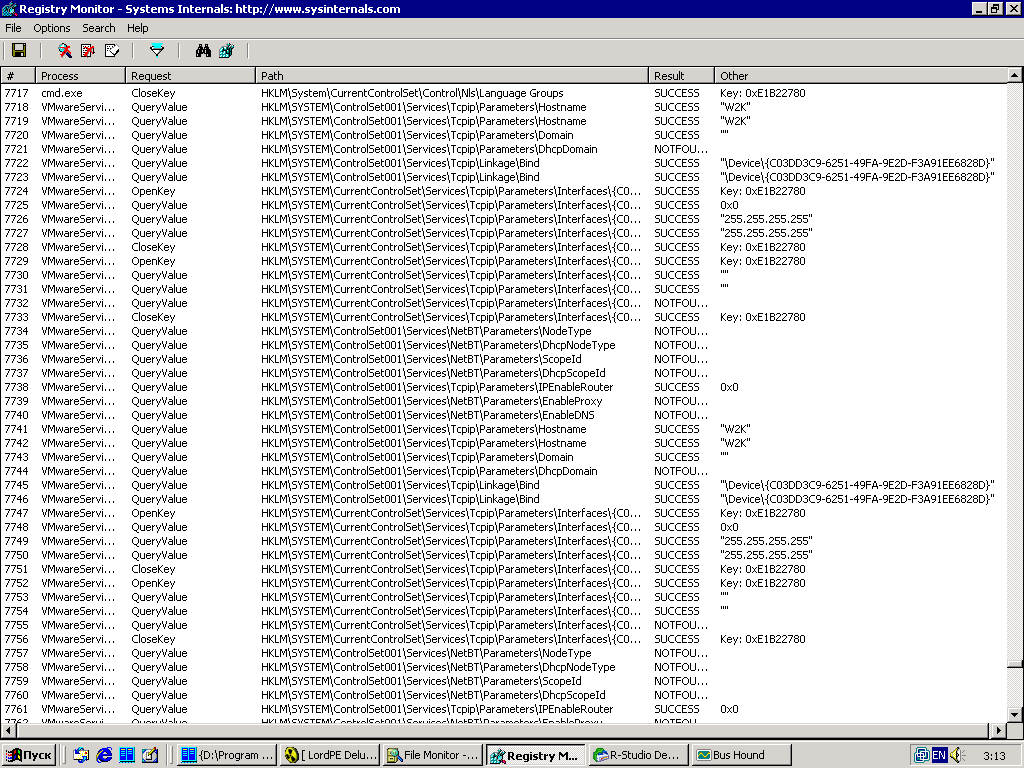 Registry Monitor - Systems Internals: http://www.sysinternals.com
File Options Search Help
# Process Request Path Result Other
7717 cmd.exe CloseKey HKLM\System\CurrentControlSet\Control\Nls\Language Groups SUCCESS Key: 0xE1B22780
7718 VMwareServi... QueryValue HKLM\SYSTEM\ControlSet001\Services\Tcpip\Parameters\Hostname SUCCESS "W2K"
7719 VMwareServi... QueryValue HKLM\SYSTEM\ControlSet001\Services\Tcpip\Parameters\Hostname SUCCESS "W2K"
7720 VMwareServi... QueryValue HKLM\SYSTEM\ControlSet001\Services\Tcpip\Parameters\Domain SUCCESS ""
7721 VMwareServi... QueryValue HKLM\SYSTEM\ControlSet001\Services\Tcpip\Parameters\DhcpDomain NOTFOU...
7722 VMwareServi... QueryValue HKLM\SYSTEM\ControlSet001\Services\Tcpip\Linkage\Bind SUCCESS "\Device\{C03DD3C9-6251-49FA-9E2D-F3A91EE6828D}"
7723 VMwareServi... QueryValue HKLM\SYSTEM\ControlSet001\Services\Tcpip\Linkage\Bind SUCCESS "\Device\{C03DD3C9-6251-49FA-9E2D-F3A91EE6828D}"
7724 VMwareServi... OpenKey HKLM\SYSTEM\CurrentControlSet\Services\Tcpip\Parameters\Interfaces\{C0... SUCCESS Key: 0xE1B22780
7725 VMwareServi... QueryValue HKLM\SYSTEM\CurrentControlSet\Services\Tcpip\Parameters\Interfaces\{C0... SUCCESS 0x0
7726 VMwareServi... QueryValue HKLM\SYSTEM\CurrentControlSet\Services\Tcpip\Parameters\Interfaces\{C0... SUCCESS "255.255.255.255"
7727 VMwareServi... QueryValue HKLM\SYSTEM\CurrentControlSet\Services\Tcpip\Parameters\Interfaces\{C0... SUCCESS "255.255.255.255"
7728 VMwareServi... CloseKey HKLM\SYSTEM\CurrentControlSet\Services\Tcpip\Parameters\Interfaces\{C0... SUCCESS Key: 0xE1B22780
7729 VMwareServi... OpenKey HKLM\SYSTEM\CurrentControlSet\Services\Tcpip\Parameters\Interfaces\{C0... SUCCESS Key: 0xE1B22780
7730 VMwareServi... QueryValue HKLM\SYSTEM\CurrentControlSet\Services\Tcpip\Parameters\Interfaces\{C0... SUCCESS ""
7731 VMwareServi... QueryValue HKLM\SYSTEM\CurrentControlSet\Services\Tcpip\Parameters\Interfaces\{C0... SUCCESS ""
7732 VMwareServi... QueryValue HKLM\SYSTEM\CurrentControlSet\Services\Tcpip\Parameters\Interfaces\{C0... NOTFOU...
7733 VMwareServi... CloseKey HKLM\SYSTEM\CurrentControlSet\Services\Tcpip\Parameters\Interfaces\{C0... SUCCESS Key: 0xE1B22780
7734 VMwareServi... QueryValue HKLM\SYSTEM\ControlSet001\Services\NetBT\Parameters\NodeType NOTFOU...
7735 VMwareServi... QueryValue HKLM\SYSTEM\ControlSet001\Services\NetBT\Parameters\DhcpNodeType NOTFOU...
7736 VMwareServi... QueryValue HKLM\SYSTEM\ControlSet001\Services\NetBT\Parameters\ScopeId NOTFOU...
7737 VMwareServi... QueryValue HKLM\SYSTEM\ControlSet001\Services\NetBT\Parameters\DhcpScopeId NOTFOU...
7738 VMwareServi... QueryValue HKLM\SYSTEM\ControlSet001\Services\Tcpip\Parameters\IPEnableRouter SUCCESS 0x0
7739 VMwareServi... QueryValue HKLM\SYSTEM\ControlSet001\Services\NetBT\Parameters\EnableProxy NOTFOU...
7740 VMwareServi... QueryValue HKLM\SYSTEM\ControlSet001\Services\NetBT\Parameters\EnableDNS NOTFOU...
7741 VMwareServi... QueryValue HKLM\SYSTEM\ControlSet001\Services\Tcpip\Parameters\Hostname SUCCESS "W2K"
7742 VMwareServi... QueryValue HKLM\SYSTEM\ControlSet001\Services\Tcpip\Parameters\Hostname SUCCESS "W2K"
7743 VMwareServi... QueryValue HKLM\SYSTEM\ControlSet001\Services\Tcpip\Parameters\Domain SUCCESS ""
7744 VMwareServi... QueryValue HKLM\SYSTEM\ControlSet001\Services\Tcpip\Parameters\DhcpDomain NOTFOU...
7745 VMwareServi... QueryValue HKLM\SYSTEM\ControlSet001\Services\Tcpip\Linkage\Bind SUCCESS "\Device\{C03DD3C9-6251-49FA-9E2D-F3A91EE6828D}"
7746 VMwareServi... QueryValue HKLM\SYSTEM\ControlSet001\Services\Tcpip\Linkage\Bind SUCCESS "\Device\{C03DD3C9-6251-49FA-9E2D-F3A91EE6828D}"
7747 VMwareServi... OpenKey HKLM\SYSTEM\CurrentControlSet\Services\Tcpip\Parameters\Interfaces\{C0... SUCCESS Key: 0xE1B22780
7748 VMwareServi... QueryValue HKLM\SYSTEM\CurrentControlSet\Services\Tcpip\Parameters\Interfaces\{C0... SUCCESS 0x0
7749 VMwareServi... QueryValue HKLM\SYSTEM\CurrentControlSet\Services\Tcpip\Parameters\Interfaces\{C0... SUCCESS "255.255.255.255"
7750 VMwareServi... QueryValue HKLM\SYSTEM\CurrentControlSet\Services\Tcpip\Parameters\Interfaces\{C0... SUCCESS "255.255.255.255"
7751 VMwareServi... CloseKey HKLM\SYSTEM\CurrentControlSet\Services\Tcpip\Parameters\Interfaces\{C0... SUCCESS Key: 0xE1B22780
7752 VMwareServi... OpenKey HKLM\SYSTEM\CurrentControlSet\Services\Tcpip\Parameters\Interfaces\{C0... SUCCESS Key: 0xE1B22780
7753 VMwareServi... QueryValue HKLM\SYSTEM\CurrentControlSet\Services\Tcpip\Parameters\Interfaces\{C0... SUCCESS ""
7754 VMwareServi... QueryValue HKLM\SYSTEM\CurrentControlSet\Services\Tcpip\Parameters\Interfaces\{C0... SUCCESS ""
7755 VMwareServi... QueryValue HKLM\SYSTEM\CurrentControlSet\Services\Tcpip\Parameters\Interfaces\{C0... NOTFOU...
7756 VMwareServi... CloseKey HKLM\SYSTEM\CurrentControlSet\Services\Tcpip\Parameters\Interfaces\{C0... SUCCESS Key: 0xE1B22780
7757 VMwareServi... QueryValue HKLM\SYSTEM\ControlSet001\Services\NetBT\Parameters\NodeType NOTFOU...
7758 VMwareServi... QueryValue HKLM\SYSTEM\ControlSet001\Services\NetBT\Parameters\DhcpNodeType NOTFOU...
7759 VMwareServi... QueryValue HKLM\SYSTEM\ControlSet001\Services\NetBT\Parameters\ScopeId NOTFOU...
7760 VMwareServi... QueryValue HKLM\SYSTEM\ControlSet001\Services\NetBT\Parameters\DhcpScopeId NOTFOU...
7761 VMwareServi... QueryValue HKLM\SYSTEM\ControlSet001\Services\Tcpip\Parameters\IPEnableRouter SUCCESS 0x0
7762 VMwareServi... QueryValue HKLM\SYSTEM\ControlSet001\Services\NetBT\Parameters\EnableProxy NOTFOU...
Пуск {D:\Program ... [ LordPE Delu... File Monitor -... Registry M... R-Studio De... Bus Hound EN 3:13